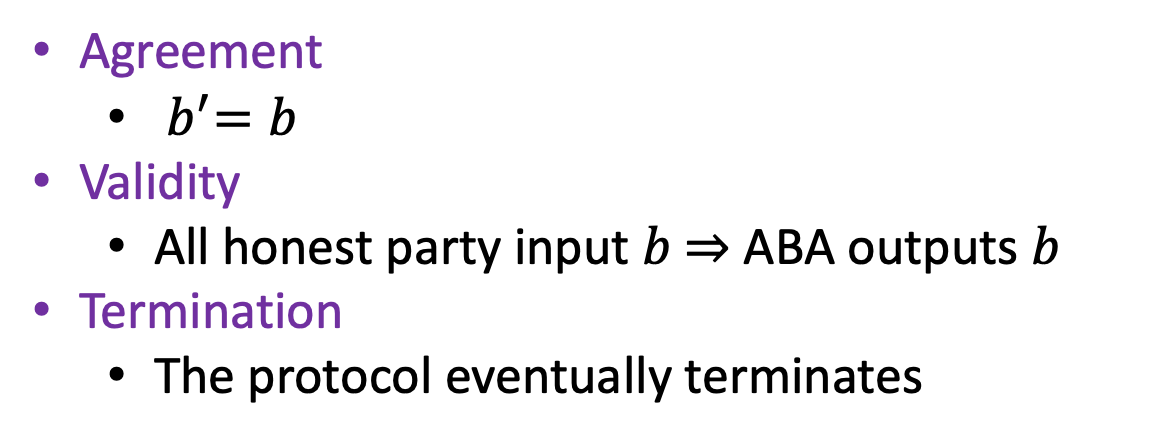 • Agreement
• b′= b
• Validity
• All honest party input b ⇒ ABA outputs b
• Termination
• The protocol eventually terminates